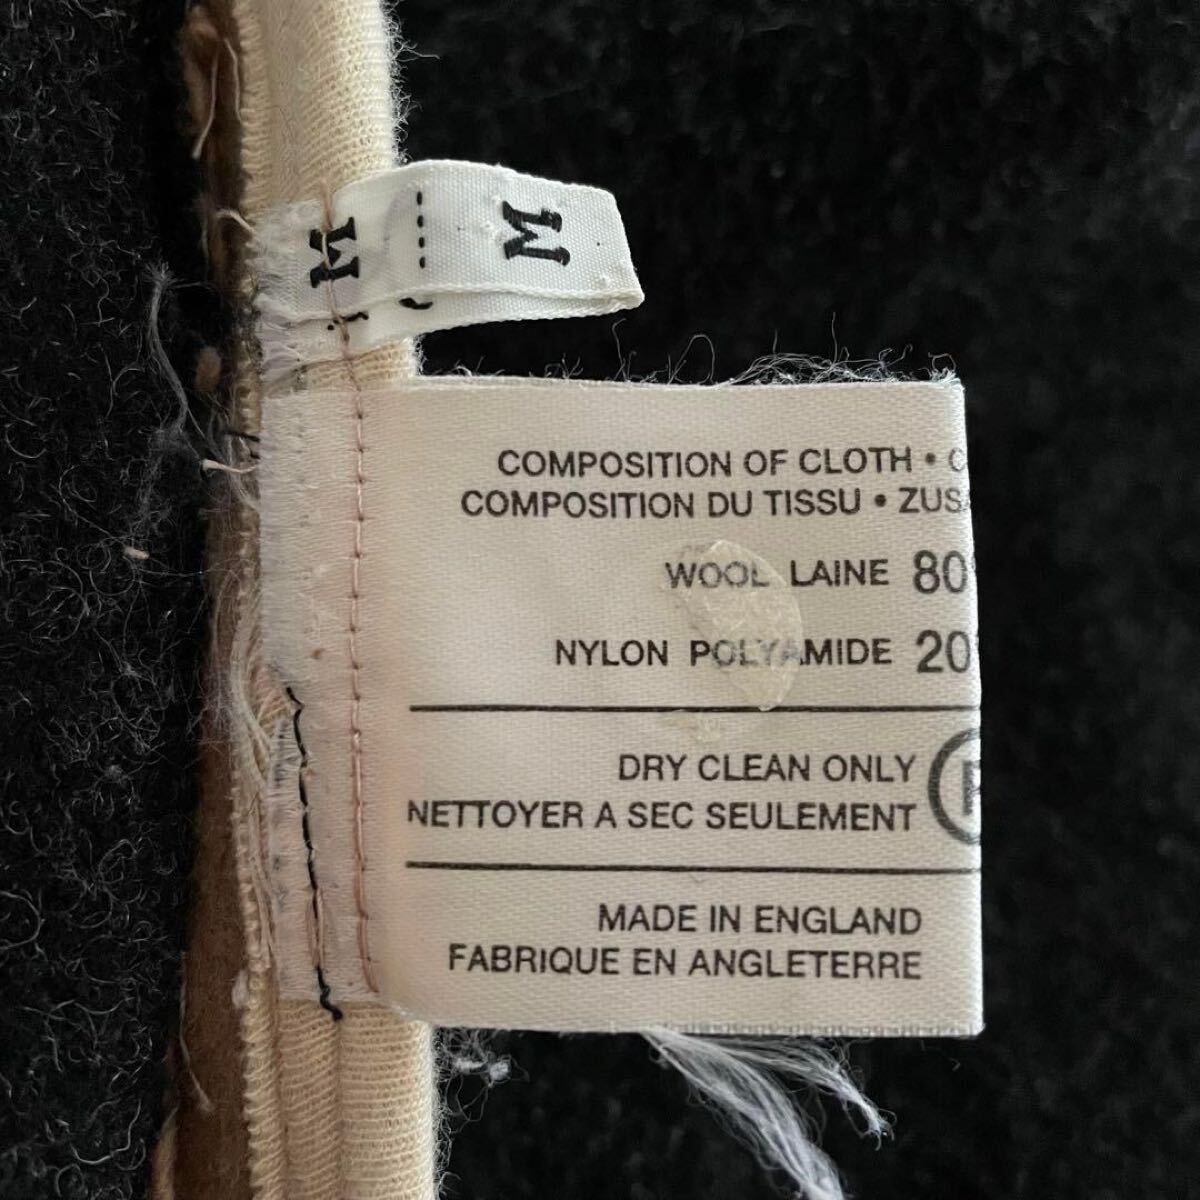 M
M
COMPOSITION OF CLOTH •
COMPOSITION DU TISSU •
WOOL LAINE 80
NYLON POLYAMIDE 20
DRY CLEAN ONLY
NETTOYER A SEC SEULEMENT
MADE IN ENGLAND
FABRIQUE EN ANGLETERRE